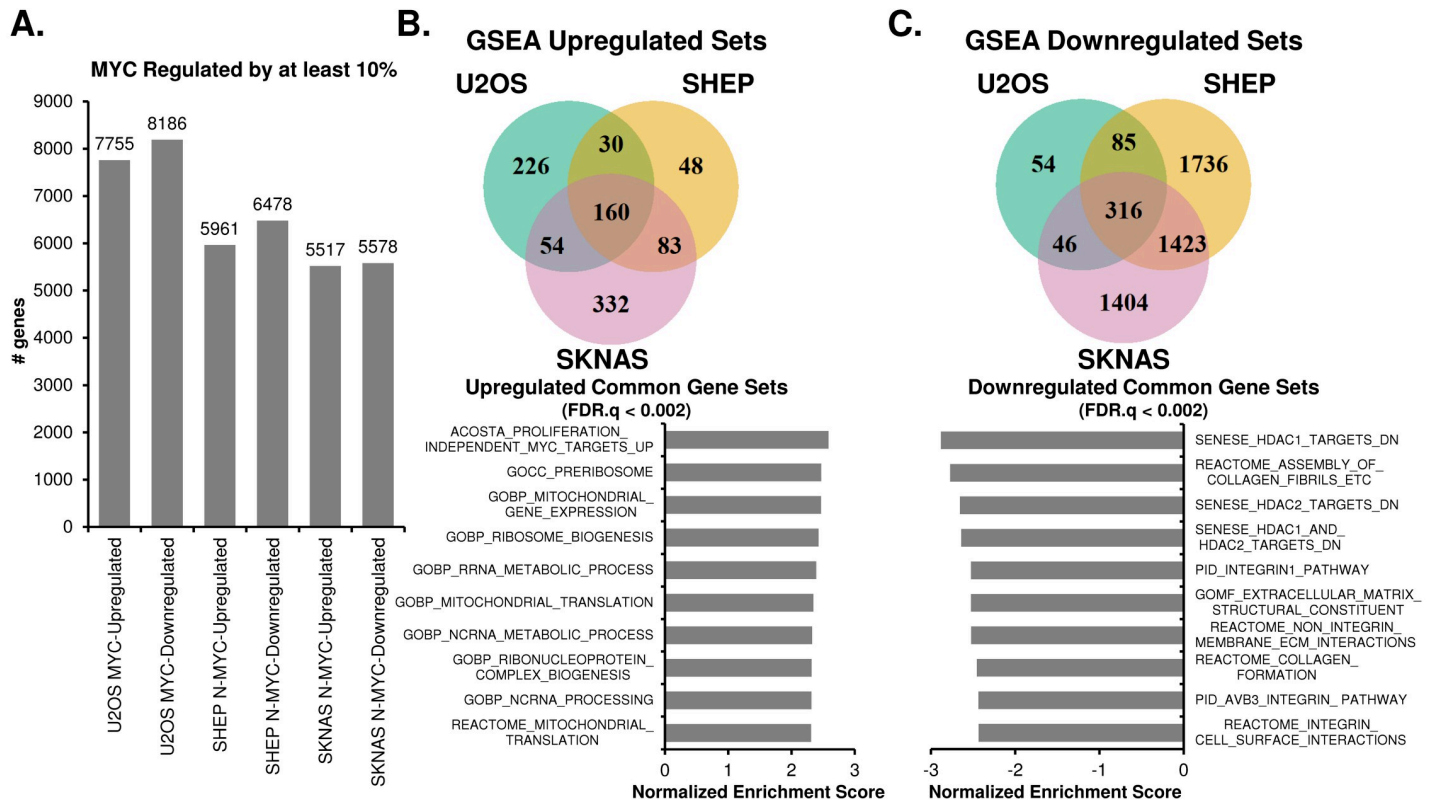 A.
MYC Regulated by at least 10%
# genes
9000
8000
7000
6000
5000
4000
3000
2000
1000
0
7755
8186
5961
6478
5517
5578
U2OS MYC-Upregulated
U2OS MYC-Downregulated
SHEP N-MYC-Upregulated
SHEP N-MYC-Downregulated
SKNAS N-MYC-Upregulated
SKNAS N-MYC-Downregulated
B.
GSEA Upregulated Sets
U2OS
SHEP
226
30
48
160
54
83
332
SKNAS
Upregulated Common Gene Sets
(FDR.q < 0.002)
ACOSTA_PROLIFERATION_
INDEPENDENT_MYC_TARGETS_UP
GOCC_PRERIBOSOME
GOBP_MITOCHONDRIAL_
GENE_EXPRESSION
GOBP_RIBOSOME_BIOGENESIS
GOBP_RRNA_METABOLIC_PROCESS
GOBP_MITOCHONDRIAL_TRANSLATION
GOBP_NCRNA_METABOLIC_PROCESS
GOBP_RIBONUCLEOPROTEIN_
COMPLEX_BIOGENESIS
GOBP_NCRNA_PROCESSING
REACTOME_MITOCHONDRIAL_
TRANSLATION
0 1 2 3
Normalized Enrichment Score
C.
GSEA Downregulated Sets
U2OS
SHEP
54
85
1736
316
46
1423
1404
SKNAS
Downregulated Common Gene Sets
(FDR.q < 0.002)
SENESE_HDAC1_TARGETS_DN
REACTOME_ASSEMBLY_OF_
COLLAGEN_FIBRILS_ETC
SENESE_HDAC2_TARGETS_DN
SENESE_HDAC1_AND_
HDAC2_TARGETS_DN
PID_INTEGRIN1_PATHWAY
GOMF_EXTRACELLULAR_MATRIX_
STRUCTURAL_CONSTITUENT
REACTOME_NON_INTEGRIN_
MEMBRANE_ECM_INTERACTIONS
REACTOME_COLLAGEN_
FORMATION
PID_AVB3_INTEGRIN_ PATHWAY
REACTOME_INTEGRIN_
CELL_SURFACE_INTERACTIONS
-3 -2 -1 0
Normalized Enrichment Score